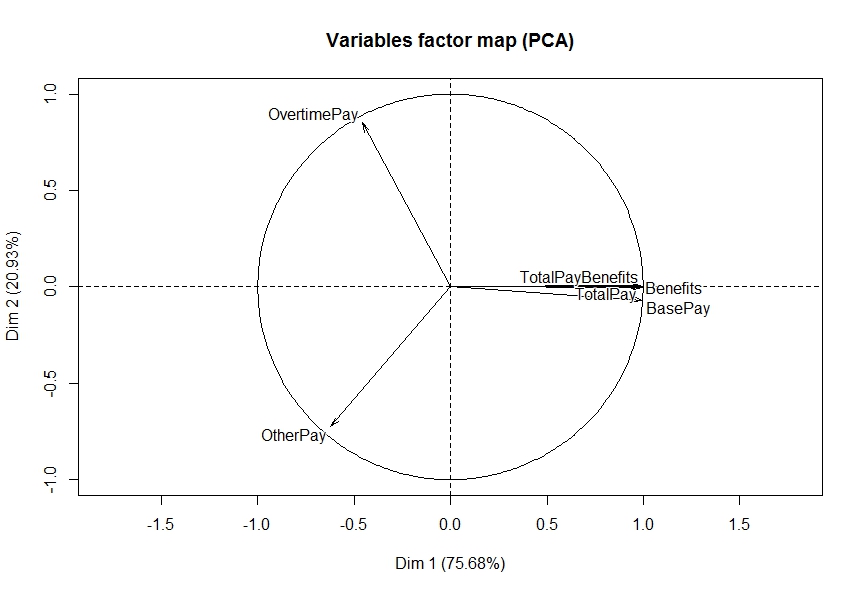 Variables factor map (PCA)
OvertimePay
TotalPayBenefits
Benefits
TotalPay
BasePay
OtherPay
1.0
0.5
0.0
-0.5
-1.0
Dim 2 (20.93%)
-1.5 -1.0 -0.5 0.0 0.5 1.0 1.5
Dim 1 (75.68%)